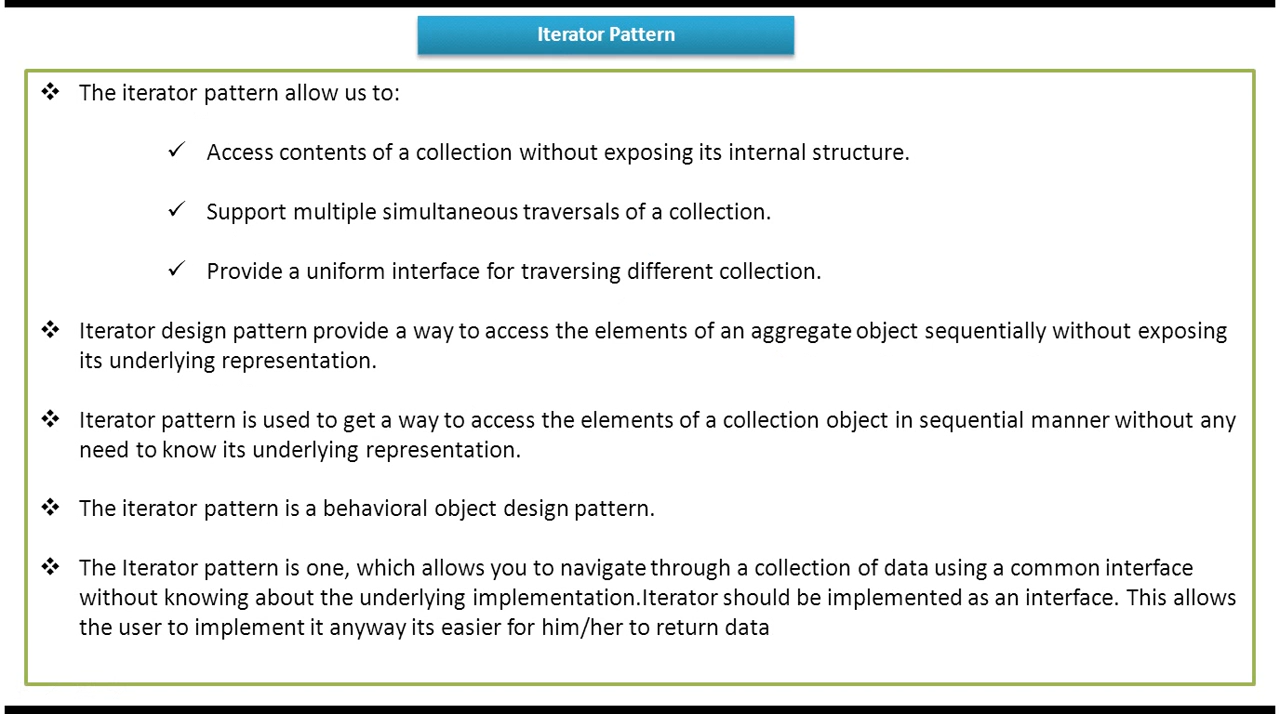 Iterator Pattern
The iterator pattern allow us to:
Access contents of a collection without exposing its internal structure.
Support multiple simultaneous traversals of a collection.
Provide a uniform interface for traversing different collection.
Iterator design pattern provide a way to access the elements of an aggregate object sequentially without exposing
its underlying representation.
Iterator pattern is used to get a way to access the elements of a collection object in sequential manner without any
need to know its underlying representation.
The iterator pattern is a behavioral object design pattern.
The Iterator pattern is one, which allows you to navigate through a collection of data using a common interface
without knowing about the underlying implementation.Iterator should be implemented as an interface. This allows
the user to implement it anyway its easier for him/her to return data